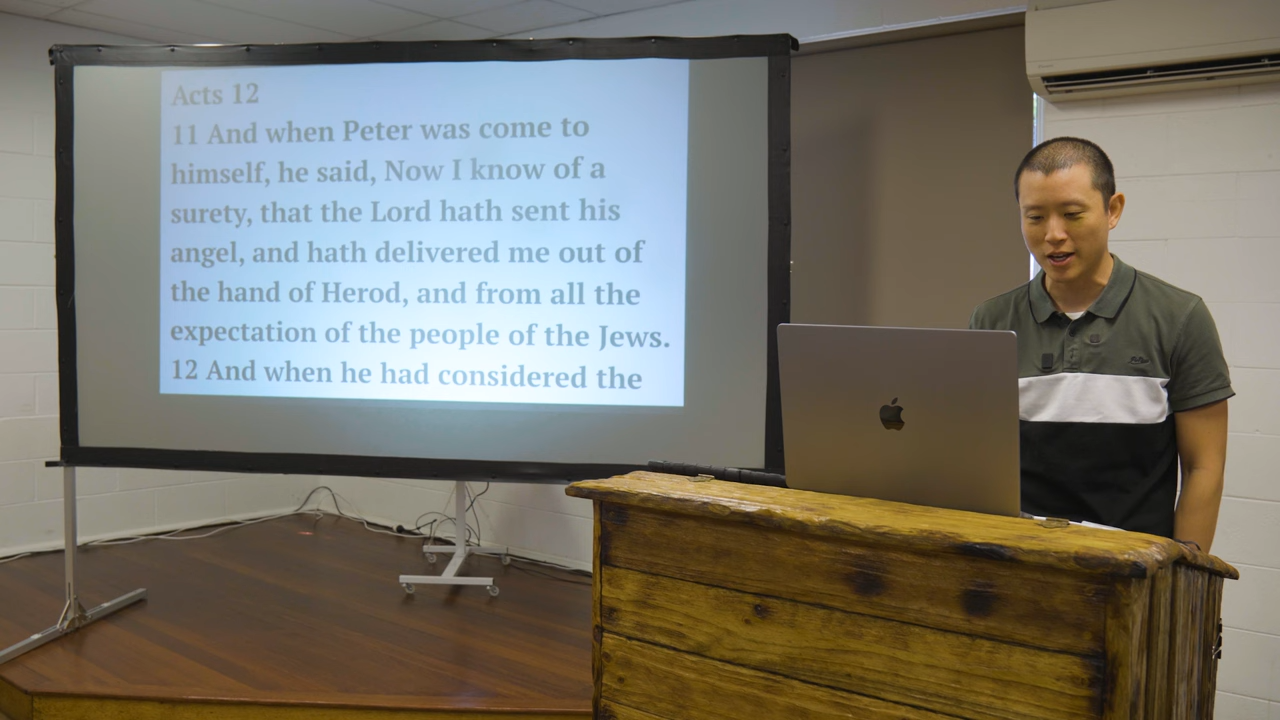 Acts 12
11 And when Peter was come to
himself, he said, Now I know of a
surety, that the Lord hath sent his
angel, and hath delivered me out of
the hand of Herod, and from all the
expectation of the people of the Jews.
12 And when he had considered the